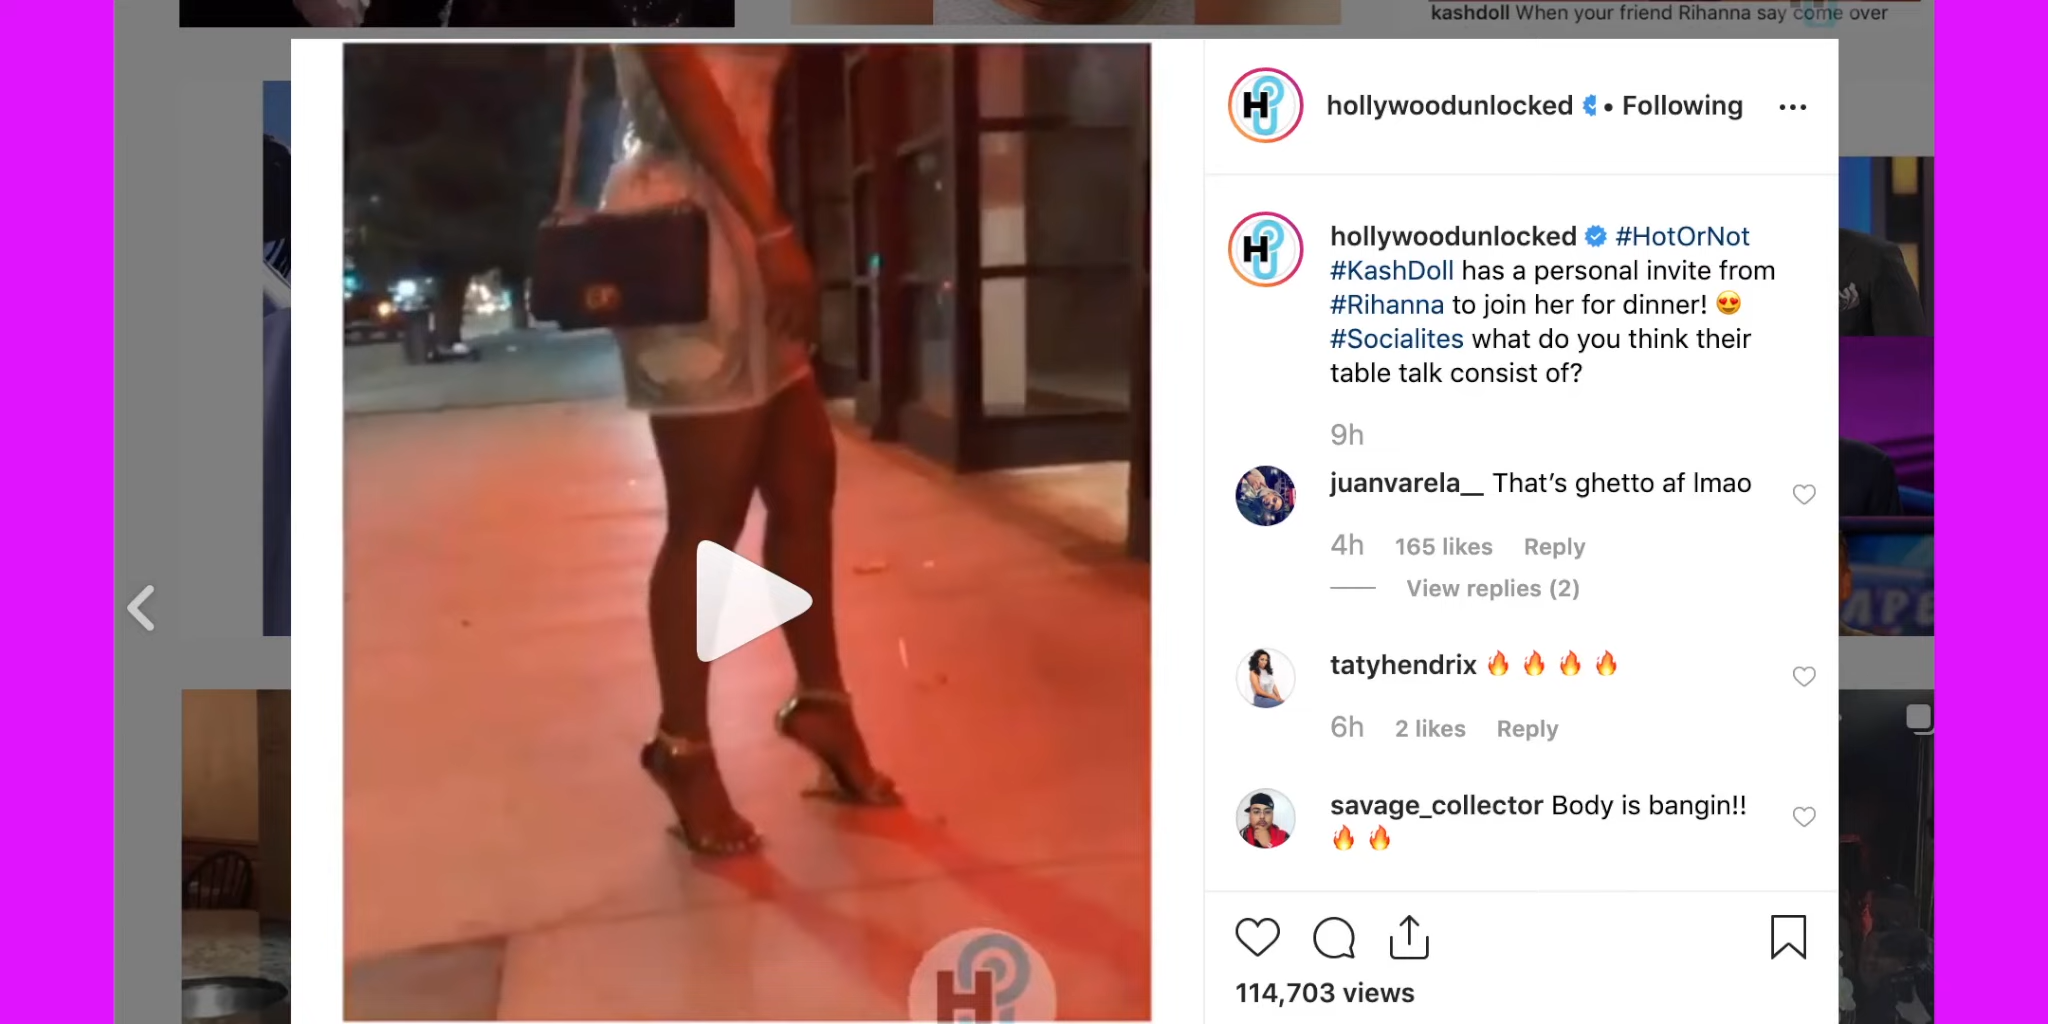 kashdoll When your friend Rihanna say come over
hollywoodunlocked • Following
hollywoodunlocked #HotOrNot
#KashDoll has a personal invite from
#Rihanna to join her for dinner! 😍
#Socialites what do you think their
table talk consist of?
9h
juanvarela__ That’s ghetto af lmao
4h 165 likes Reply
View replies (2)
tatyhendrix 🔥 🔥 🔥 🔥
6h 2 likes Reply
savage_collector Body is bangin!!
🔥 🔥
114,703 views
H